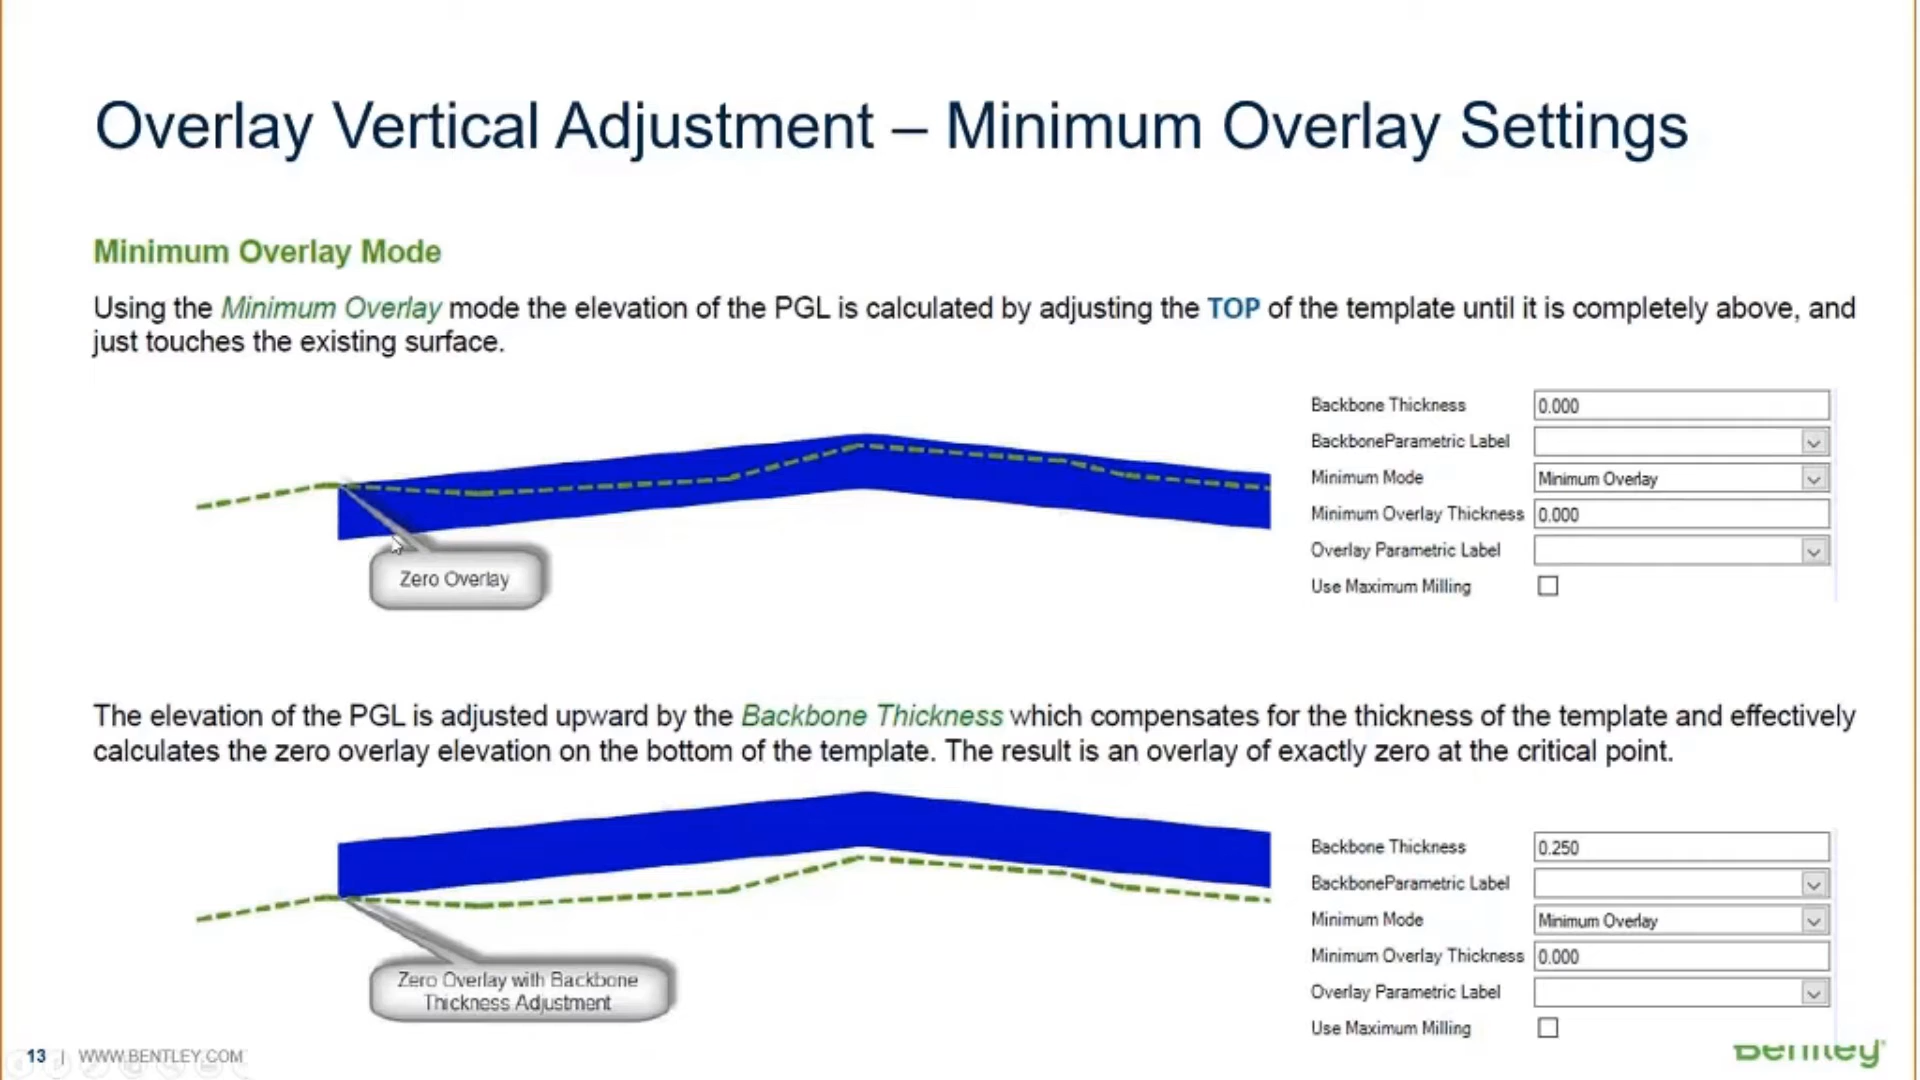 Overlay Vertical Adjustment – Minimum Overlay Settings
Minimum Overlay Mode
Using the Minimum Overlay mode the elevation of the PGL is calculated by adjusting the TOP of the template until it is completely above, and
just touches the existing surface.
Backbone Thickness 0.000
BackboneParametric Label
Minimum Mode Minimum Overlay
Minimum Overlay Thickness 0.000
Overlay Parametric Label
Use Maximum Milling
Zero Overlay
The elevation of the PGL is adjusted upward by the Backbone Thickness which compensates for the thickness of the template and effectively
calculates the zero overlay elevation on the bottom of the template. The result is an overlay of exactly zero at the critical point.
Backbone Thickness 0.250
BackboneParametric Label
Minimum Mode Minimum Overlay
Minimum Overlay Thickness 0.000
Overlay Parametric Label
Use Maximum Milling
Zero Overlay with Backbone
Thickness Adjustment
13 | WWW.BENTLEY.COM
Bentley